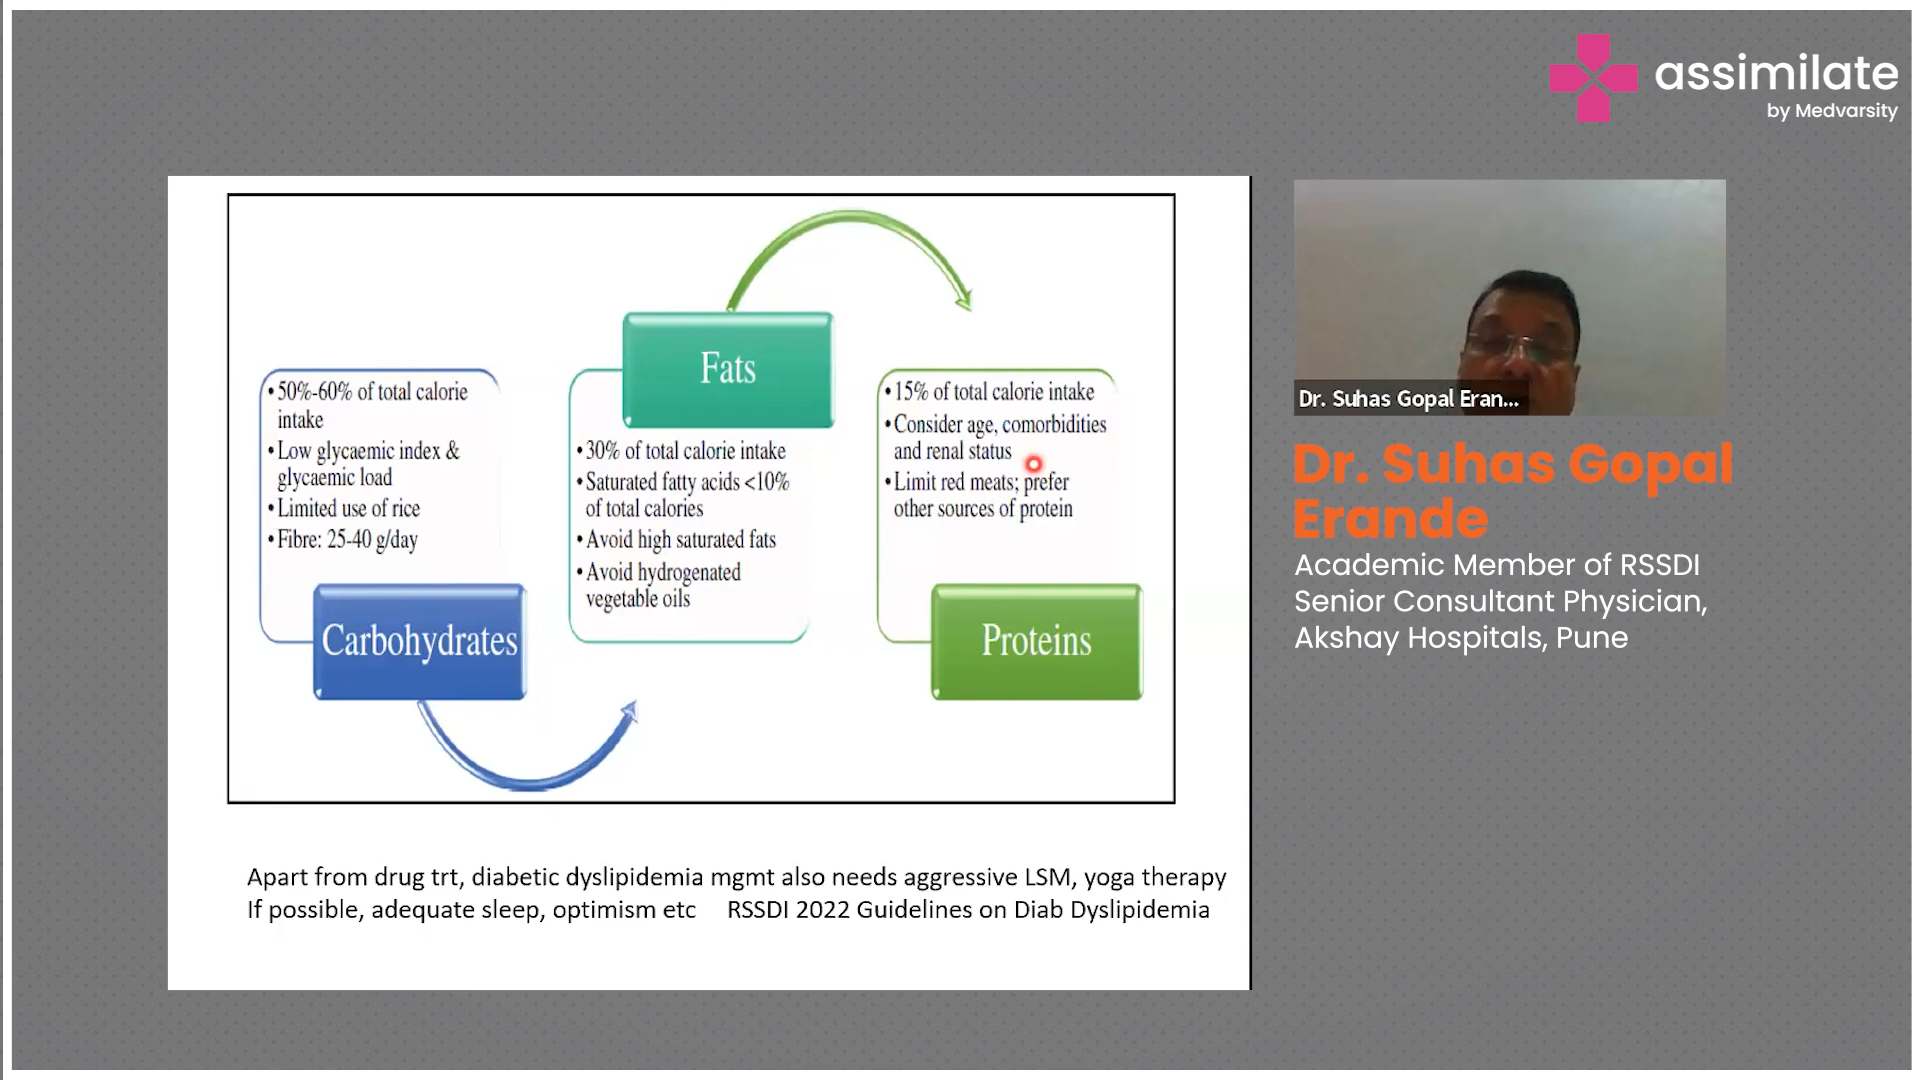 assimilate
by Medvarsity
Fats
• 50%-60% of total calorie
intake
• Low glycaemic index &
glycaemic load
• Limited use of rice
• Fibre: 25-40 g/day
Carbohydrates
• 30% of total calorie intake
• Saturated fatty acids <10%
of total calories
• Avoid high saturated fats
• Avoid hydrogenated
vegetable oils
• 15% of total calorie intake
• Consider age, comorbidities
and renal status
• Limit red meats; prefer
other sources of protein
Proteins
Apart from drug trt, diabetic dyslipidemia mgmt also needs aggressive LSM, yoga therapy
If possible, adequate sleep, optimism etc RSSDI 2022 Guidelines on Diab Dyslipidemia
Dr. Suhas Gopal Eran...
Dr. Suhas Gopal
Erande
Academic Member of RSSDI
Senior Consultant Physician,
Akshay Hospitals, Pune